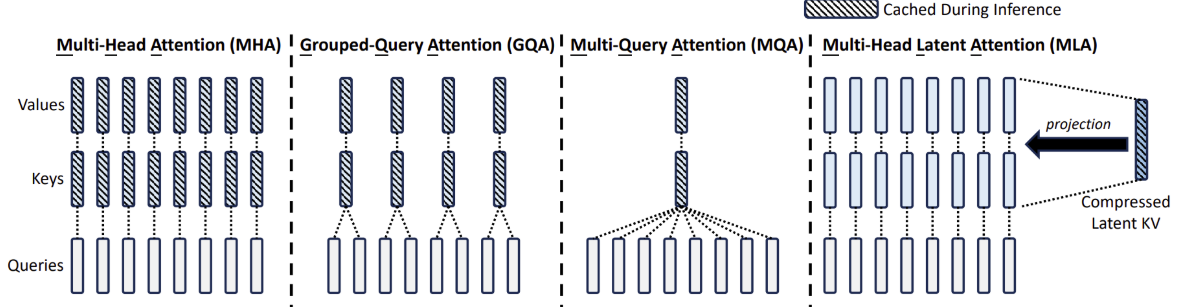 Cached During Inference
Multi-Head Attention (MHA)
Grouped-Query Attention (GQA)
Multi-Query Attention (MQA)
Multi-Head Latent Attention (MLA)
Values
projection
Keys
Compressed
Latent KV
Queries